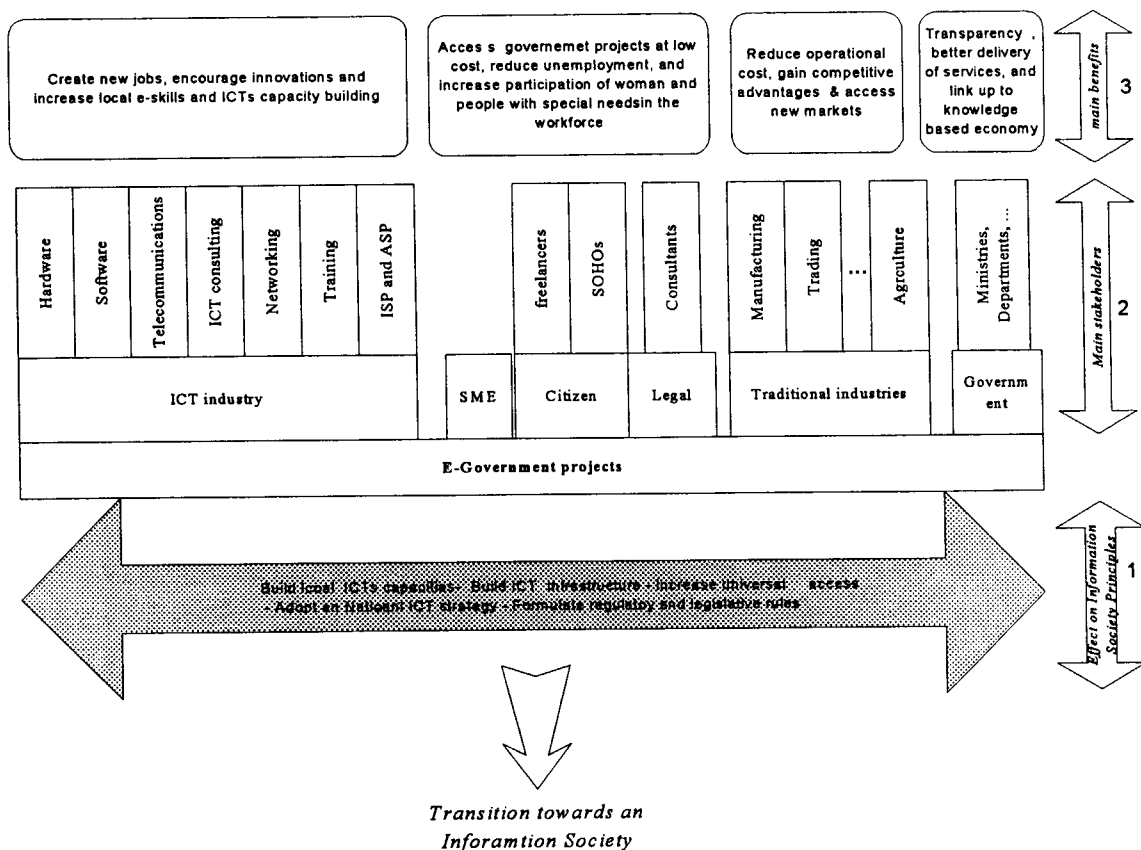 Create new jobs, encourage innovations and
increase local e-skills and ICTs capacity building
Acces s governemet projects at low
cost, reduce unemployment, and
increase participation of woman and
people with special needsin the
workforce
Reduce operational
cost, gain competitive
advantages & access
new markets
Transparency ,
better delivery
of services, and
link up to
knowledge
based economy
main benefits
3
Hardware
Software
Telecommunications
ICT consulting
Networking
Training
ISP and ASP
freelancers
SOHOs
Consultants
Manufacturing
Trading
...
Agrculture
Ministries,
Departments, ...
Main stakeholders
2
ICT industry
SME
Citizen
Legal
Traditional industries
Governm
ent
E-Government projects
Build local ICTs capacities- Build ICT infrastructure - Increase universal access
- Adopt an National ICT strategy - Formulate regulatoy and legislative rules
Effect on Information
Society Principles
1
Transition towards an
Inforamtion Society